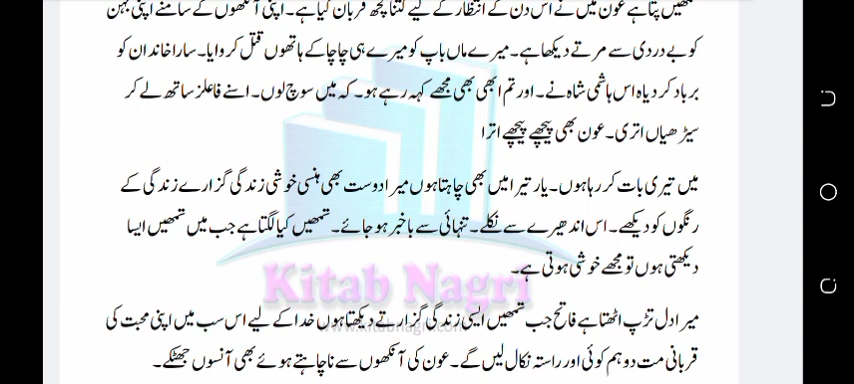 تمھیں پتا ہے عون میں نے اس دن کے انتظار کے لیے کتنا کچھ قربان کیا ہے۔ اپنی آنکھوں کے سامنے اپنی بہن
کو بے دردی سے مرتے دیکھا ہے۔ میرے ماں باپ کو میرے ہی چاچا کے ہاتھوں قتل کروایا۔ سارا خاندان کو
برباد کر دیا ہ اس ہاشمی شاہ نے۔ اور تم ابھی بھی مجھے کہہ رہے ہو۔ کہ میں سوچ لوں۔ اسنے فائلز ساتھ لے کر
سیڑھیاں اتری۔ عون بھی پیچھے پیچھے اترا
میں تیری بات کر رہا ہوں۔ یار تیرا میں بھی چاہتا ہوں میرا دوست بھی ہنسی خوشی زندگی گزارے زندگی کے
رنگوں کو دیکھے۔ اس اندھیرے سے نکلے۔ تنہائی سے باخبر ہو جائے۔ تمھیں کیا لگتا ہے جب میں تمھیں ایسا
دیکھتی ہوں تو مجھے خوشی ہوتی ہے۔
Kitab Nagri
میرا دل تڑپ اٹھتا ہے فاتح جب تمھیں ایسی زندگی گزارتے دیکھتا ہوں خدا کے لیے اس سب میں اپنی محبت کی
قربانی مت دو ہم کوئی اور راستہ نکال لیں گے۔ عون کی آنکھوں سے نا چاہتے ہوئے بھی آنسوں جھٹکے۔